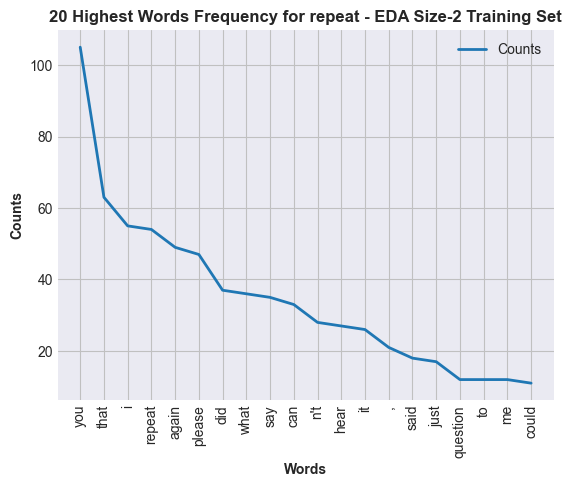 20 Highest Words Frequency for repeat - EDA Size-2 Training Set
Counts
100
80
60
40
20
Counts
you
that
i
repeat
again
please
did
what
say
can
n't
hear
it
,
said
just
question
to
me
could
Words